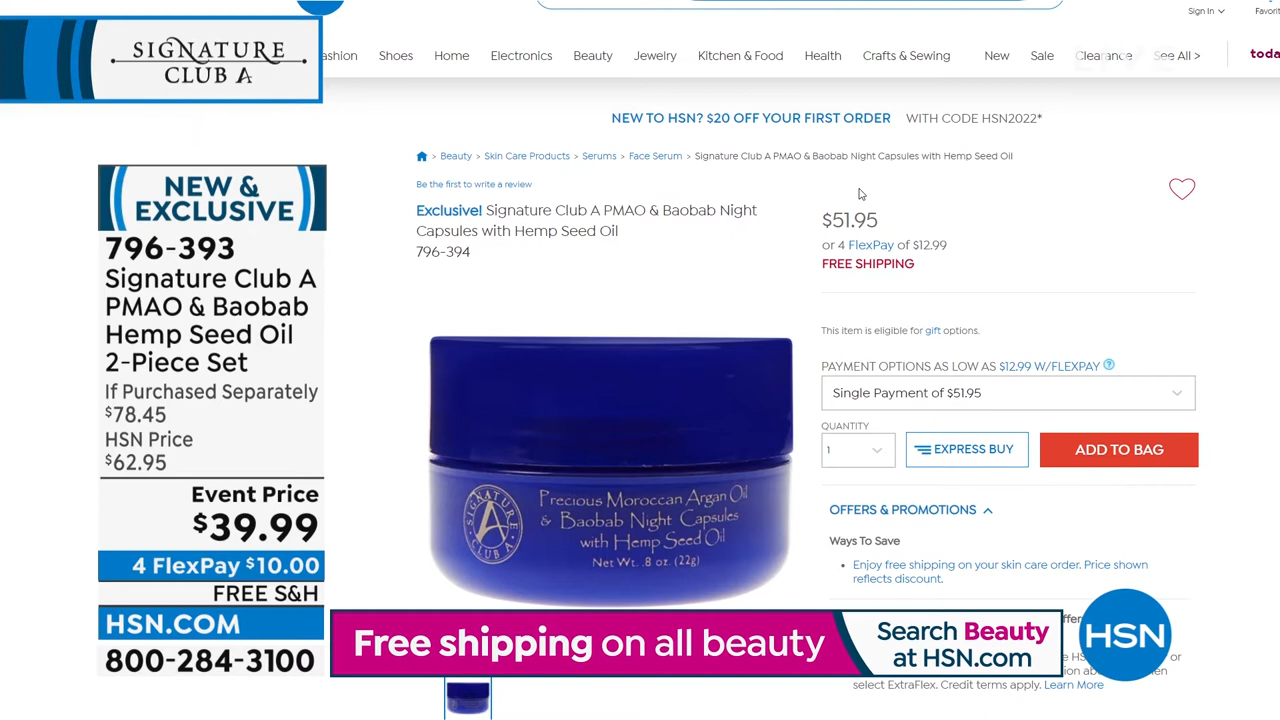 SIGNATURE
CLUB A
Sign In
Fashion Shoes Home Electronics Beauty Jewelry Kitchen & Food Health Crafts & Sewing New Sale Clearance See All >
NEW TO HSN? $20 OFF YOUR FIRST ORDER WITH CODE HSN2022*
> Beauty > Skin Care Products > Serums > Face Serum > Signature Club A PMAO & Baobab Night Capsules with Hemp Seed Oil
Be the first to write a review
Exclusive! Signature Club A PMAO & Baobab Night
Capsules with Hemp Seed Oil
796-394
NEW &
EXCLUSIVE
796-393
Signature Club A
PMAO & Baobab
Hemp Seed Oil
2-Piece Set
If Purchased Separately
$78.45
HSN Price
$62.95
Event Price
$39.99
4 FlexPay $10.00
FREE S&H
HSN.COM
800-284-3100
SIGNATURE
A
CLUB A
Precious Moroccan Argan Oil
& Baobab Night Capsules
with Hemp Seed Oil
Net Wt. .8 oz. (22g)
$51.95
or 4 FlexPay of $12.99
FREE SHIPPING
This item is eligible for gift options.
PAYMENT OPTIONS AS LOW AS $12.99 W/FLEXPAY ?
Single Payment of $51.95
QUANTITY
1
EXPRESS BUY
ADD TO BAG
OFFERS & PROMOTIONS
Ways To Save
• Enjoy free shipping on your skin care order. Price shown
reflects discount.
select ExtraFlex. Credit terms apply. Learn More
Free shipping on all beauty
Search Beauty
at HSN.com
HSN